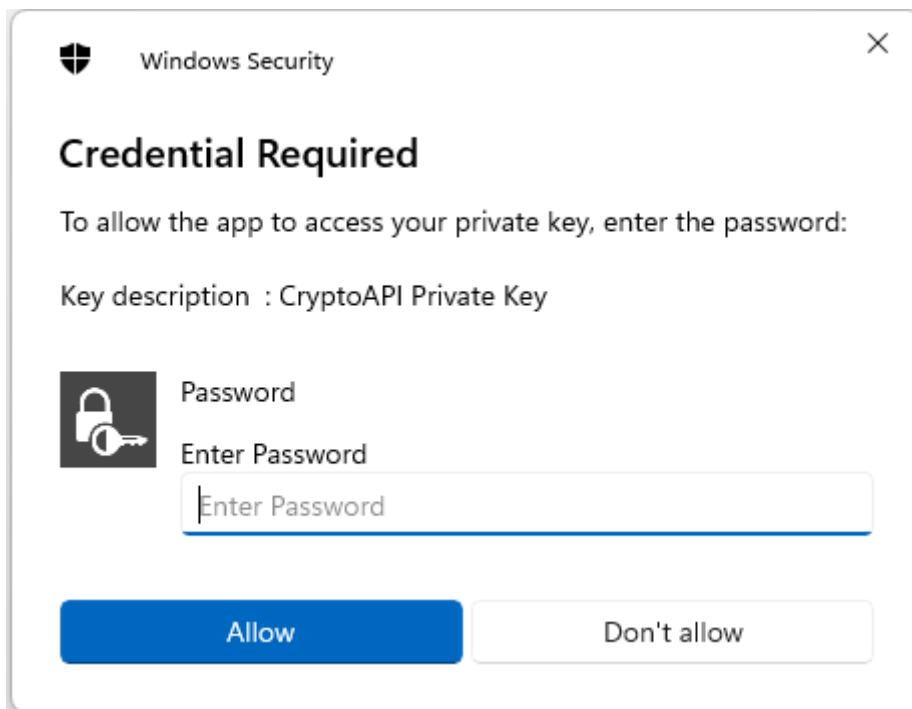 Windows Security
Credential Required
To allow the app to access your private key, enter the password:
Key description : CryptoAPI Private Key
Password
Enter Password
Enter Password
Allow
Don't allow